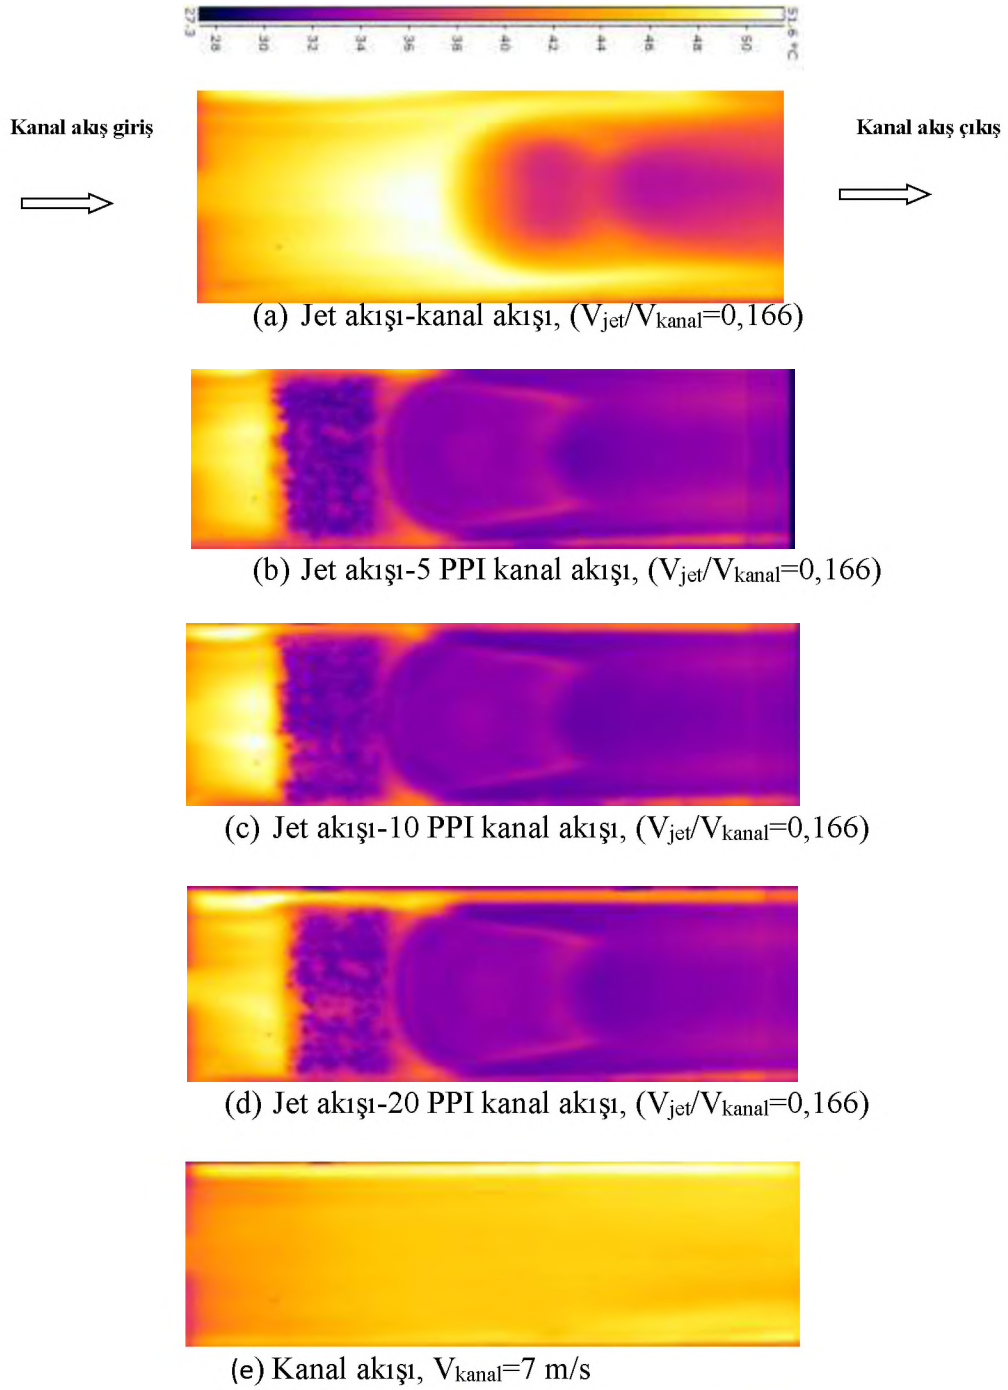 27.3 28 30 32 34 36 38 40 42 44 46 48 50 51.6 °C
Kanal akış giriş
Kanal akış çıkış
(a) Jet akışı-kanal akışı, (Vjet/Vkanal=0,166)
(b) Jet akışı-5 PPI kanal akışı, (Vjet/Vkanal=0,166)
(c) Jet akışı-10 PPI kanal akışı, (Vjet/Vkanal=0,166)
(d) Jet akışı-20 PPI kanal akışı, (Vjet/Vkanal=0,166)
(e) Kanal akışı, Vkanal=7 m/s